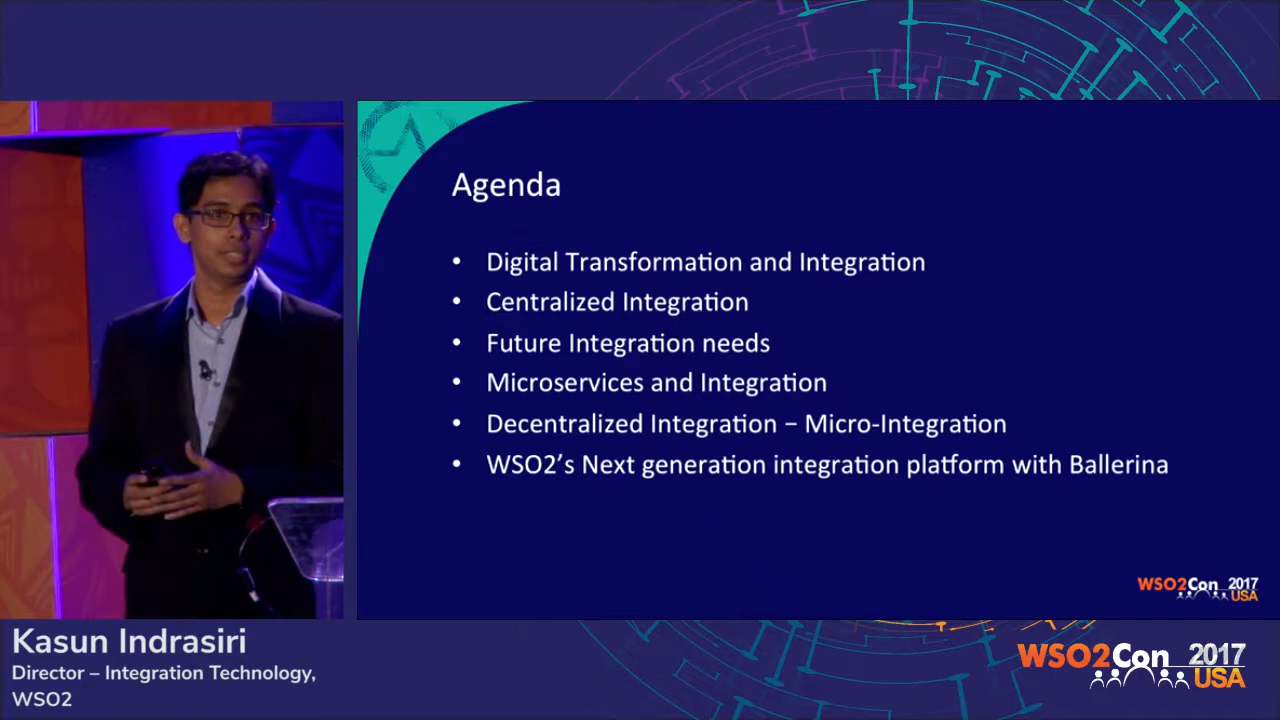 Agenda
• Digital Transformation and Integration
• Centralized Integration
• Future Integration needs
• Microservices and Integration
• Decentralized Integration – Micro-Integration
• WSO2’s Next generation integration platform with Ballerina
WSO2Con 2017
USA
Kasun Indrasiri
Director – Integration Technology,
WSO2
WSO2Con 2017
USA